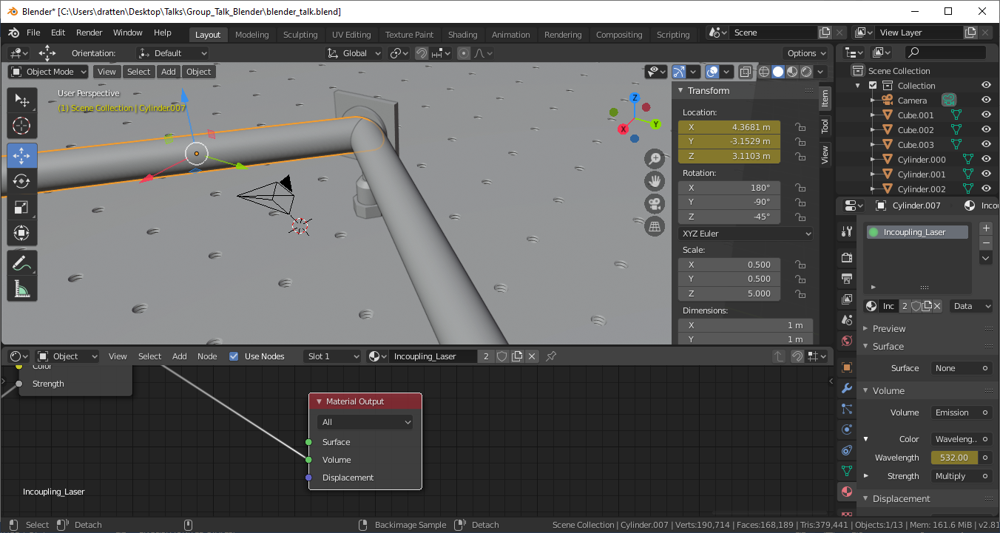 Blender* [C:\Users\dratten\Desktop\Talks\Group_Talk_Blender\blender_talk.blend]
File Edit Render Window Help Layout Modeling Sculpting UV Editing Texture Paint Shading Animation Rendering Compositing Scripting Scene View Layer
Orientation: Default Global Options
Object Mode View Select Add Object
User Perspective
(1) Scene Collection | Cylinder.007
Z
Y
X
Transform
Location:
X 4.3681 m
Y -3.1529 m
Z 3.1103 m
Rotation:
X 180°
Y -90°
Z -45°
XYZ Euler
Scale:
X 0.500
Y 0.500
Z 5.000
Dimensions:
X 1 m
Y 1 m
Item
Tool
View
Scene Collection
Collection
Camera
Cube.001
Cube.002
Cube.003
Cylinder.000
Cylinder.001
Cylinder.002
Cylinder.007 Incou
Incoupling_Laser
Inc 2 Data
Preview
Surface
Surface None
Volume
Volume Emission
Color Waveleng..
Wavelength 532.00
Strength Multiply
Displacement
Object View Select Add Node Use Nodes Slot 1 Incoupling_Laser 2
Color
Strength
Material Output
All
Surface
Volume
Displacement
Incoupling_Laser
Select Detach Backimage Sample Detach Scene Collection | Cylinder.007 | Verts:190,714 | Faces:168,189 | Tris:379,441 | Objects:1/13 | Mem: 161.6 MiB | v2.81